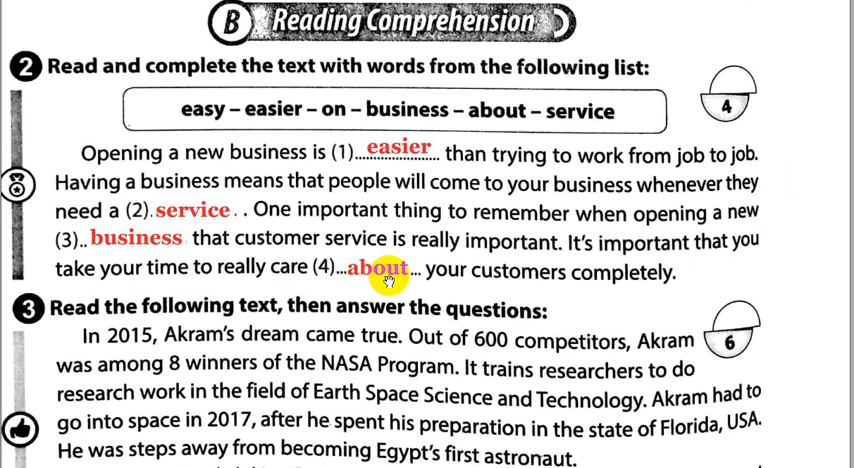 B Reading Comprehension
2 Read and complete the text with words from the following list:
4
easy – easier – on – business – about – service
Opening a new business is (1)...easier... than trying to work from job to job.
Having a business means that people will come to your business whenever they
need a (2). service . . One important thing to remember when opening a new
(3).. business that customer service is really important. It's important that you
take your time to really care (4)...about... your customers completely.
3 Read the following text, then answer the questions:
6
In 2015, Akram's dream came true. Out of 600 competitors, Akram
was among 8 winners of the NASA Program. It trains researchers to do
research work in the field of Earth Space Science and Technology. Akram had to
go into space in 2017, after he spent his preparation in the state of Florida, USA.
He was steps away from becoming Egypt's first astronaut.